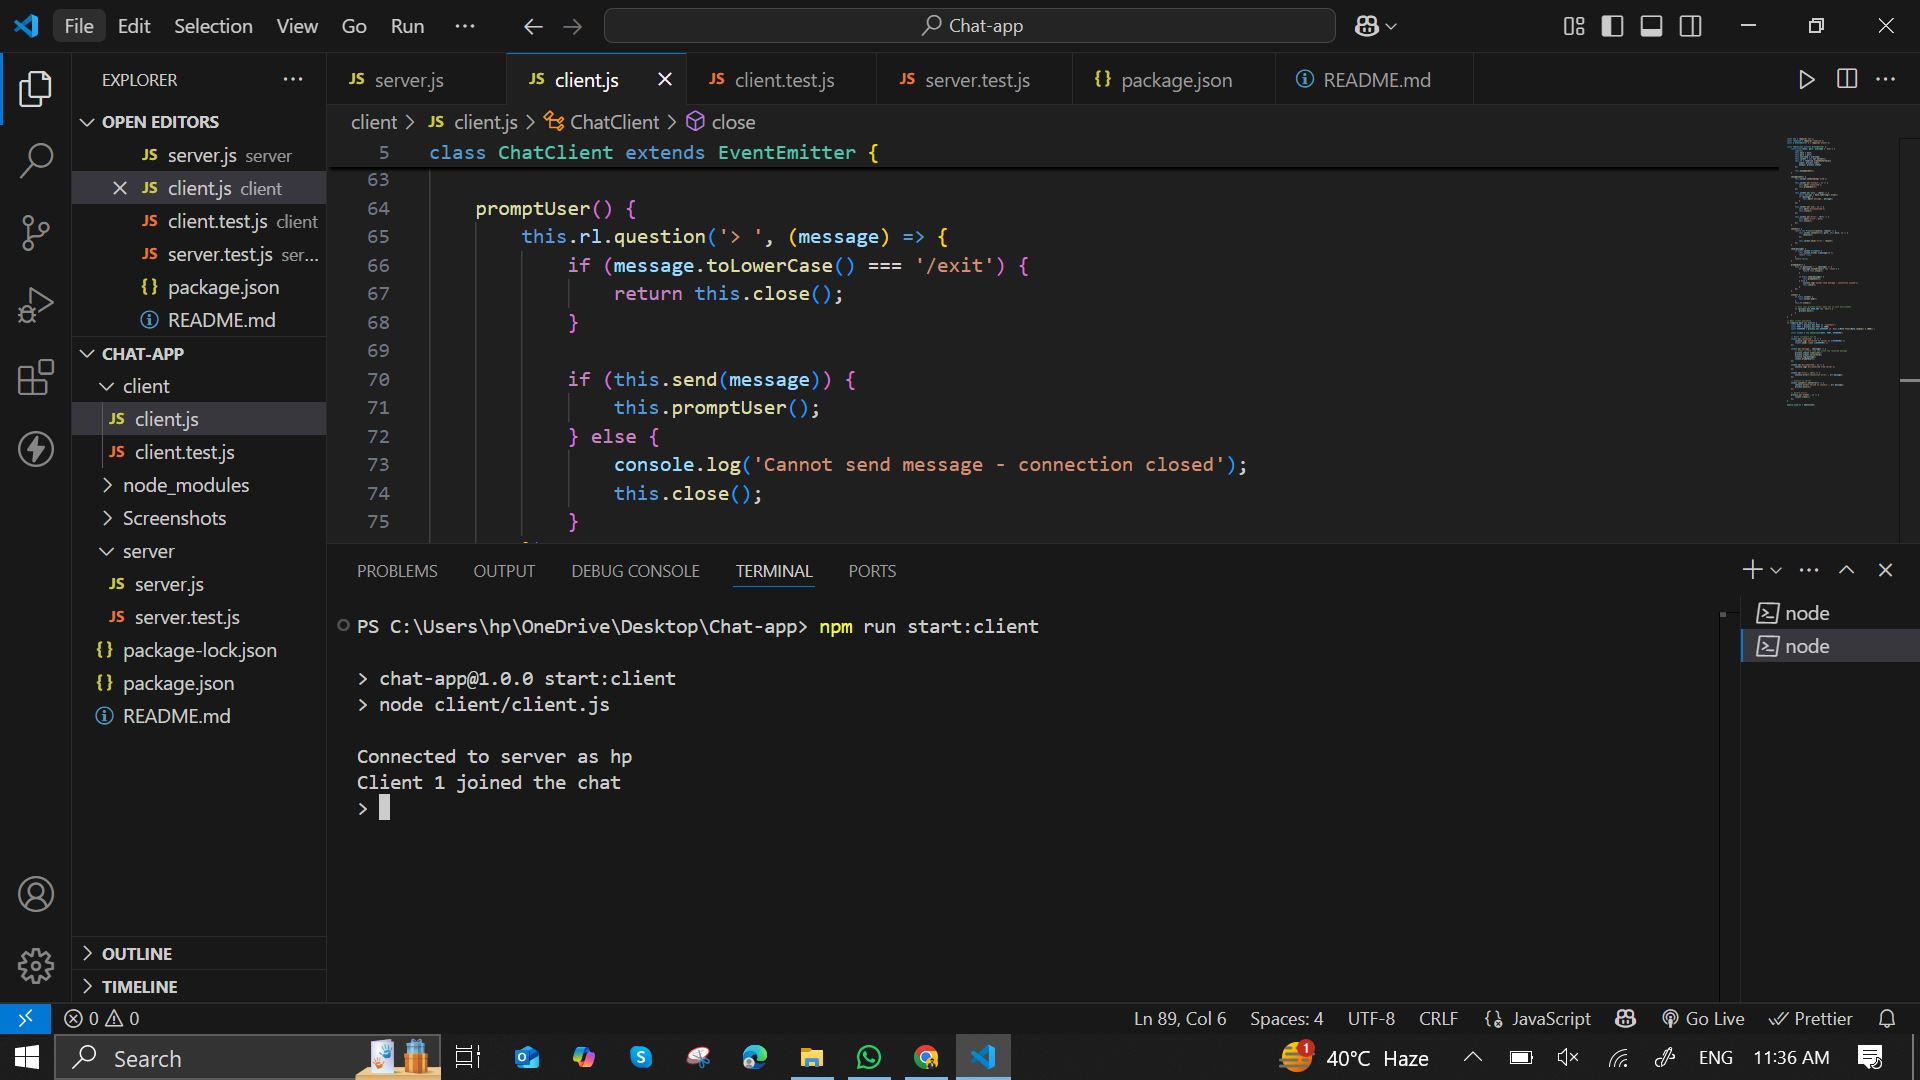 File Edit Selection View Go Run ··· Chat-app
EXPLORER ···
OPEN EDITORS
JS server.js server
JS client.js client
JS client.test.js client
JS server.test.js ser...
{} package.json
README.md
CHAT-APP
client
JS client.js
JS client.test.js
node_modules
Screenshots
server
JS server.js
JS server.test.js
{} package-lock.json
{} package.json
README.md
OUTLINE
TIMELINE
JS server.js JS client.js JS client.test.js JS server.test.js {} package.json README.md
client > JS client.js > ChatClient > close
5 class ChatClient extends EventEmitter {
63
64 promptUser() {
65 this.rl.question('> ', (message) => {
66 if (message.toLowerCase() === '/exit') {
67 return this.close();
68 }
69
70 if (this.send(message)) {
71 this.promptUser();
72 } else {
73 console.log('Cannot send message - connection closed');
74 this.close();
75 }
PROBLEMS OUTPUT DEBUG CONSOLE TERMINAL PORTS
PS C:\Users\hp\OneDrive\Desktop\Chat-app> npm run start:client
> chat-app@1.0.0 start:client
> node client/client.js
Connected to server as hp
Client 1 joined the chat
>
node
node
0 0 Ln 89, Col 6 Spaces: 4 UTF-8 CRLF {} JavaScript Go Live Prettier
Search 1 40°C Haze ENG 11:36 AM